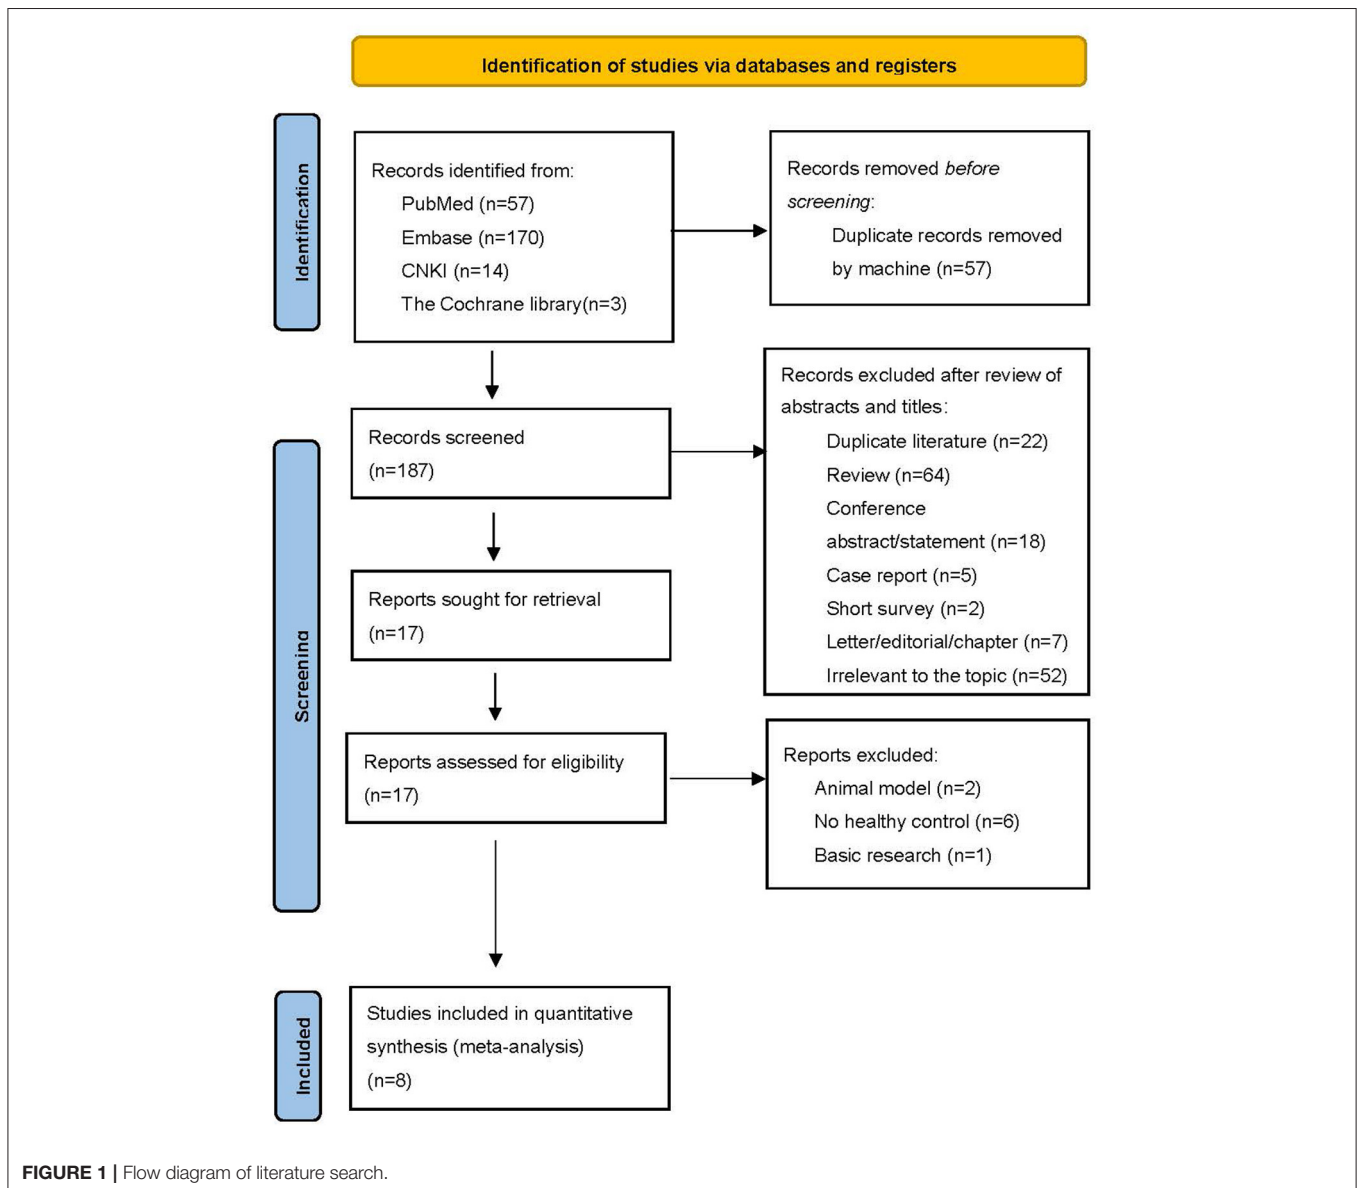 Identification of studies via databases and registers
Identification
Records identified from:
PubMed (n=57)
Embase (n=170)
CNKI (n=14)
The Cochrane library(n=3)
Records removed before
screening:
Duplicate records removed
by machine (n=57)
Screening
Records screened
(n=187)
Records excluded after review of
abstracts and titles:
Duplicate literature (n=22)
Review (n=64)
Conference
abstract/statement (n=18)
Case report (n=5)
Short survey (n=2)
Letter/editorial/chapter (n=7)
Irrelevant to the topic (n=52)
Reports sought for retrieval
(n=17)
Reports assessed for eligibility
(n=17)
Reports excluded:
Animal model (n=2)
No healthy control (n=6)
Basic research (n=1)
Included
Studies included in quantitative
synthesis (meta-analysis)
(n=8)
FIGURE 1 | Flow diagram of literature search.